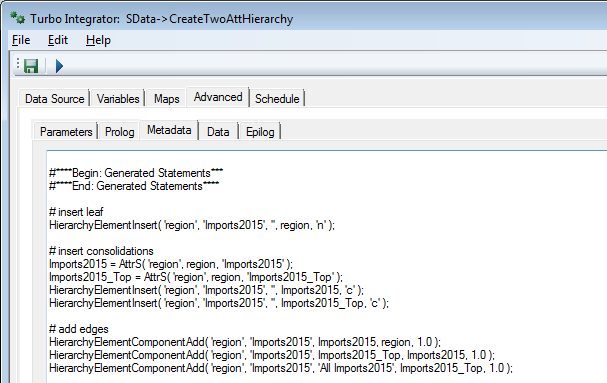 Turbo Integrator: SData->CreateTwoAttHierarchy
File Edit Help
Data Source Variables Maps Advanced Schedule
Parameters Prolog Metadata Data Epilog
#****Begin: Generated Statements***
#****End: Generated Statements****
# insert leaf
HierarchyElementInsert( 'region', 'Imports2015', '', region, 'n' );
# insert consolidations
Imports2015 = AttrS( 'region', region, 'Imports2015' );
Imports2015_Top = AttrS( 'region', region, 'Imports2015_Top' );
HierarchyElementInsert( 'region', 'Imports2015', '', Imports2015, 'c' );
HierarchyElementInsert( 'region', 'Imports2015', '', Imports2015_Top, 'c' );
# add edges
HierarchyElementComponentAdd( 'region', 'Imports2015', Imports2015, region, 1.0 );
HierarchyElementComponentAdd( 'region', 'Imports2015', Imports2015_Top, Imports2015, 1.0 );
HierarchyElementComponentAdd( 'region', 'Imports2015', 'All Imports2015', Imports2015_Top, 1.0 );